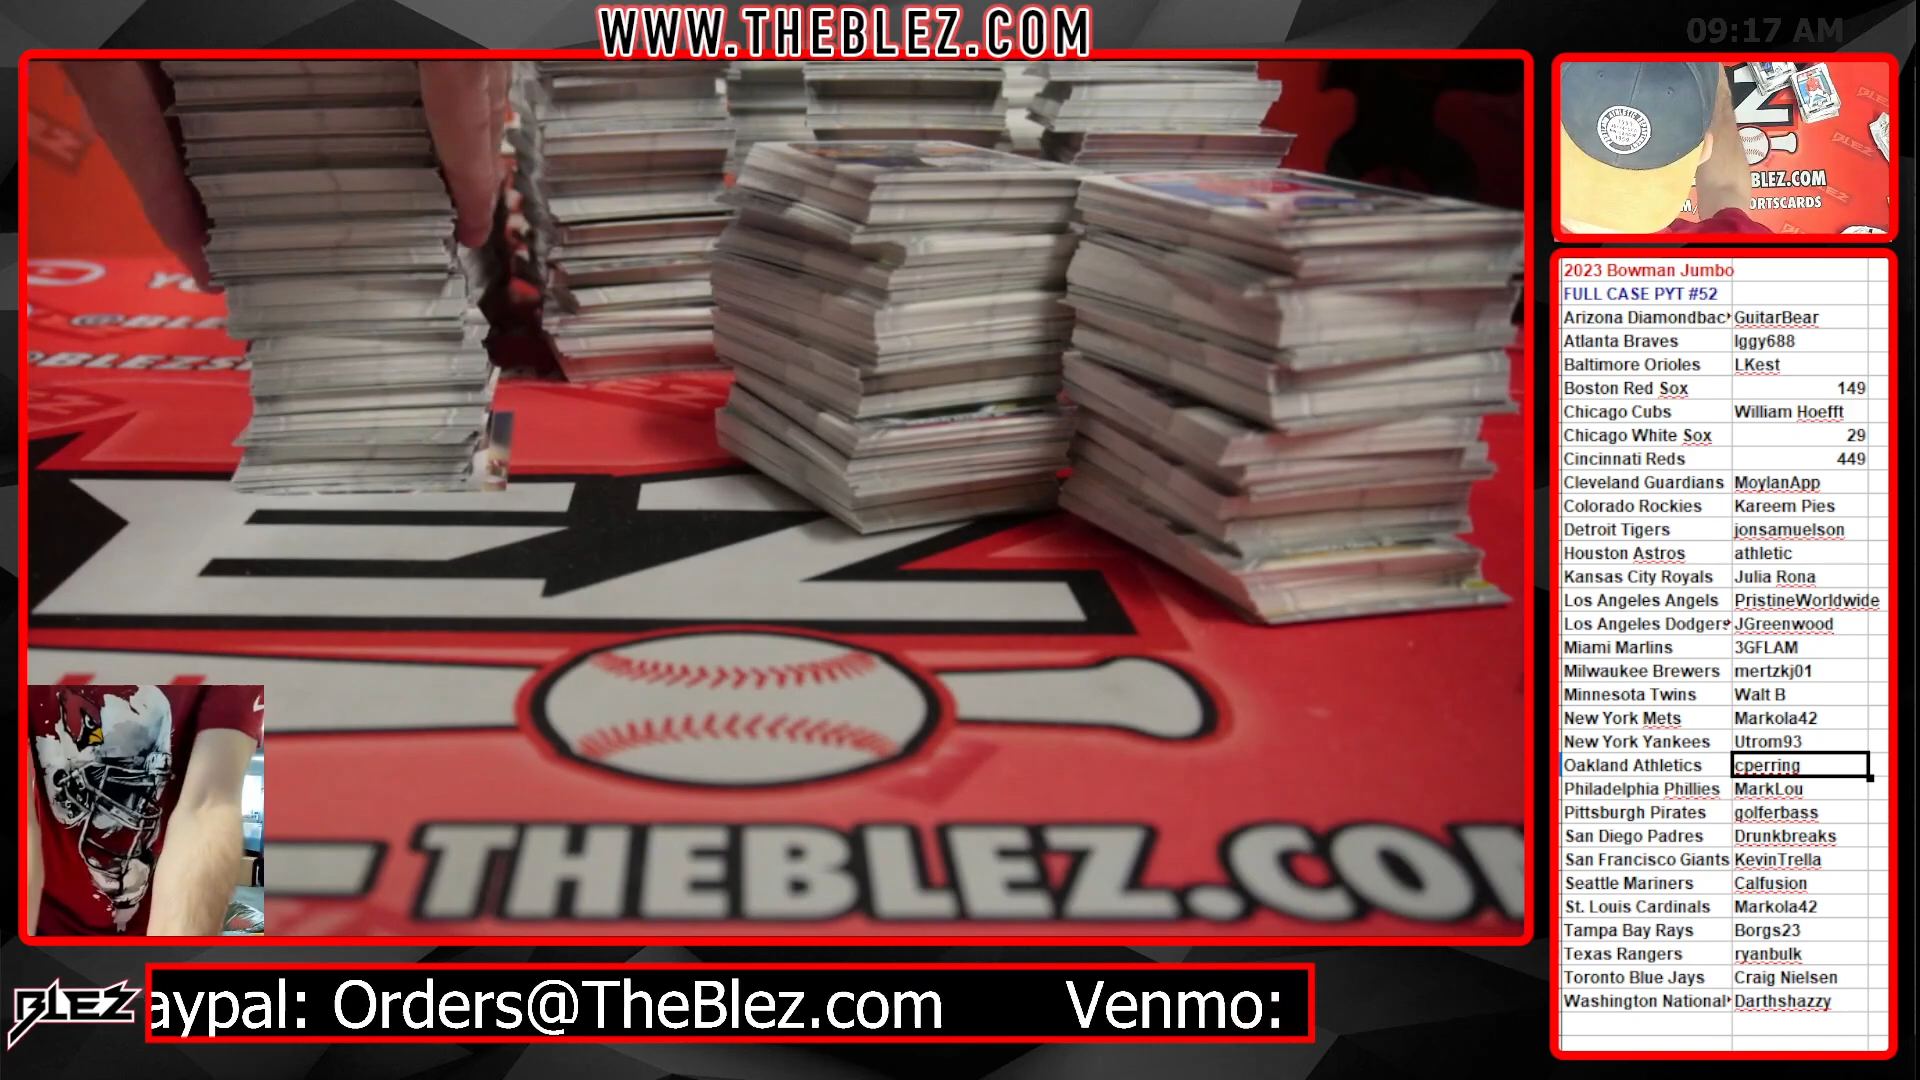 WWW.THEBLEZ.COM
09:17 AM
BLEZ.COM
ORTSCARDS
2023 Bowman Jumbo
FULL CASE PYT #52
Arizona Diamondbac GuitarBear
Atlanta Braves Iggy688
Baltimore Orioles LKest
Boston Red Sox 149
Chicago Cubs William Hoefft
Chicago White Sox 29
Cincinnati Reds 449
Cleveland Guardians MoylanApp
Colorado Rockies Kareem Pies
Detroit Tigers jonsamuelson
Houston Astros athletic
Kansas City Royals Julia Rona
Los Angeles Angels PristineWorldwide
Los Angeles Dodgers JGreenwood
Miami Marlins 3GFLAM
Milwaukee Brewers mertzkj01
Minnesota Twins Walt B
New York Mets Markola42
New York Yankees Utrom93
Oakland Athletics cperring
Philadelphia Phillies MarkLou
Pittsburgh Pirates golferbass
San Diego Padres Drunkbreaks
San Francisco Giants KevinTrella
Seattle Mariners Calfusion
St. Louis Cardinals Markola42
Tampa Bay Rays Borgs23
Texas Rangers ryanbulk
Toronto Blue Jays Craig Nielsen
Washington National Darthshazzy
THEBLEZ.CO
BLEZ
aypal: Orders@TheBlez.com Venmo: